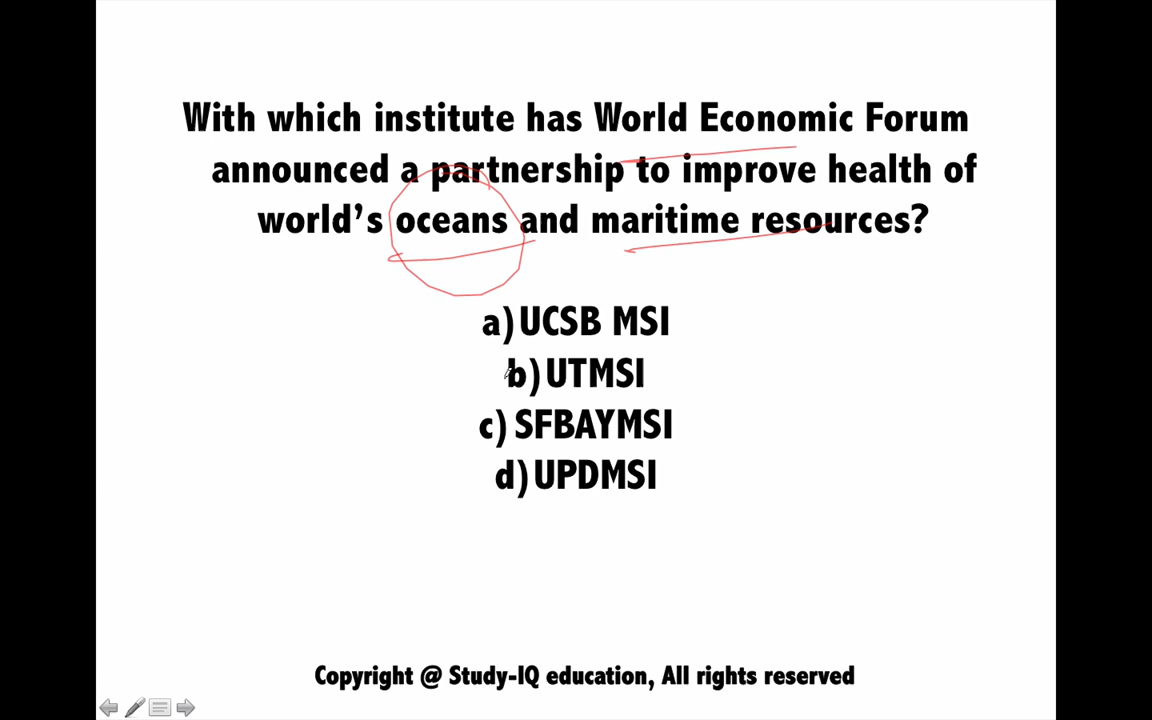 With which institute has World Economic Forum
announced a partnership to improve health of
world's oceans and maritime resources?
a) UCSB MSI
b) UTMSI
c) SFBAYMSI
d) UPDMSI
Copyright @ Study-IQ education, All rights reserved